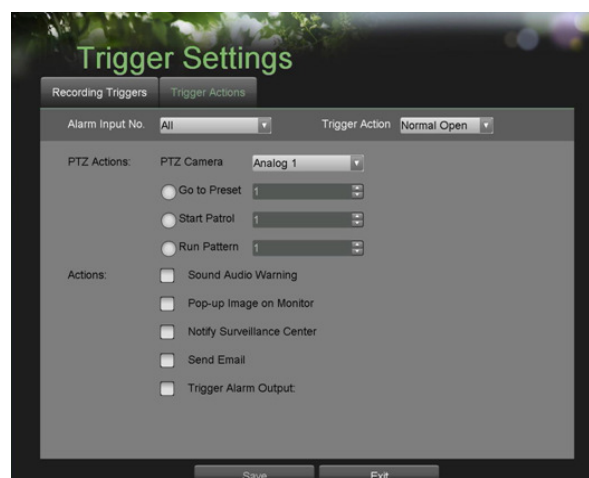 Trigger Settings
Recording Triggers Trigger Actions
Alarm Input No. All Trigger Action Normal Open
PTZ Actions: PTZ Camera Analog 1
Go to Preset 1
Start Patrol 1
Run Pattern 1
Actions: Sound Audio Warning
Pop-up Image on Monitor
Notify Surveillance Center
Send Email
Trigger Alarm Output:
Save Exit